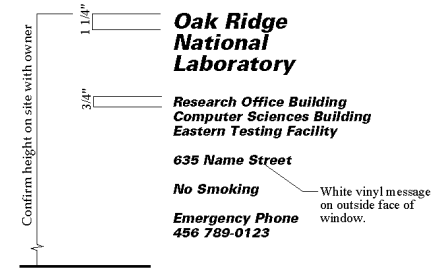 Confirm height on site with owner
1 1/4"
Oak Ridge
National
Laboratory
3/4"
Research Office Building
Computer Sciences Building
Eastern Testing Facility
635 Name Street
No Smoking
White vinyl message
on outside face of
window.
Emergency Phone
456 789-0123